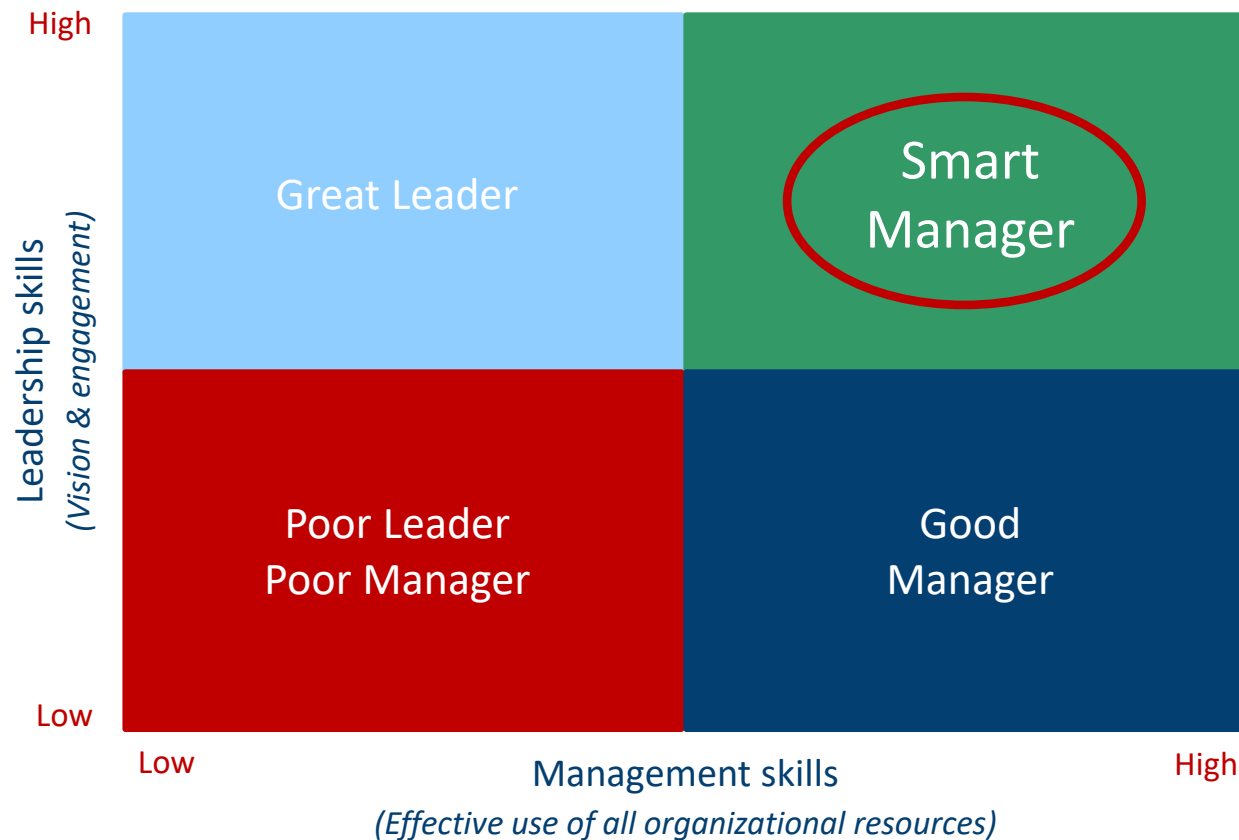 High
Great Leader
Smart
Manager
Leadership skills
(Vision & engagement)
Poor Leader
Poor Manager
Good
Manager
Low
Low
Management skills
High
(Effective use of all organizational resources)